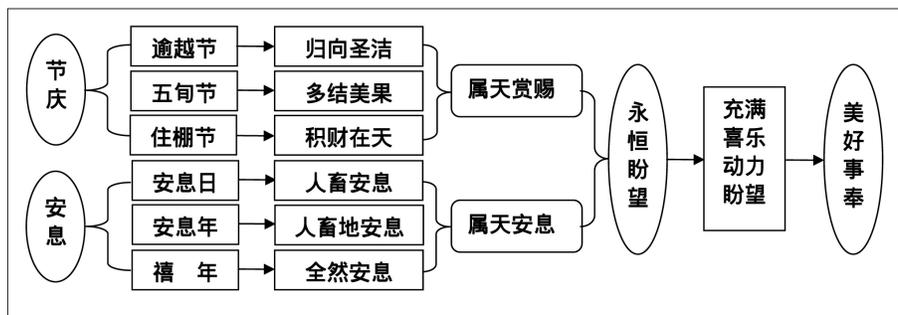 节庆
逾越节
归向圣洁
五旬节
多结美果
住棚节
积财在天
属天赏赐
安息
安息日
人畜安息
安息年
人畜地安息
禧　年
全然安息
属天安息
永恒盼望
充满
喜乐
动力
盼望
美好事奉